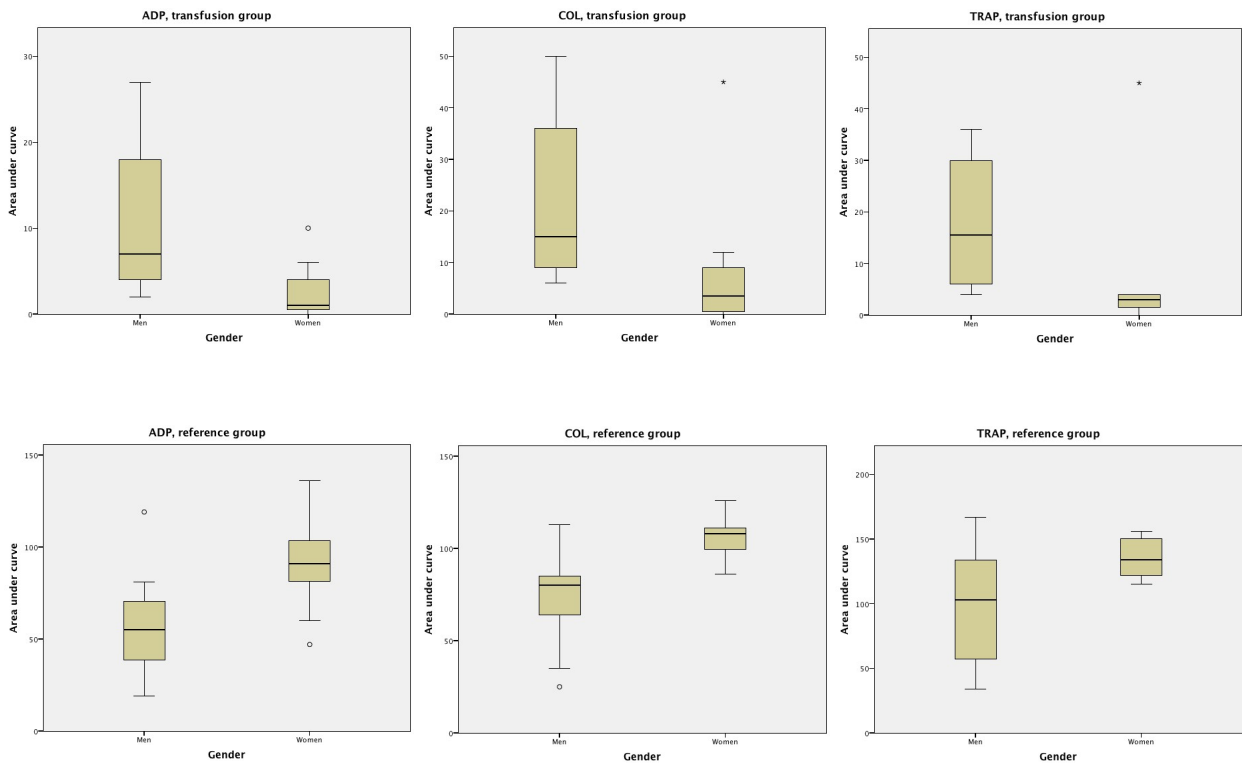 ADP, transfusion group
30
20
10
0
Area under curve
Men
Women
Gender
COL, transfusion group
50
40
30
20
10
0
Area under curve
*
Men
Women
Gender
TRAP, transfusion group
50
40
30
20
10
0
Area under curve
*
Men
Women
Gender
ADP, reference group
150
100
50
0
Area under curve
Men
Women
Gender
COL, reference group
150
100
50
0
Area under curve
Men
Women
Gender
TRAP, reference group
200
150
100
50
0
Area under curve
Men
Women
Gender